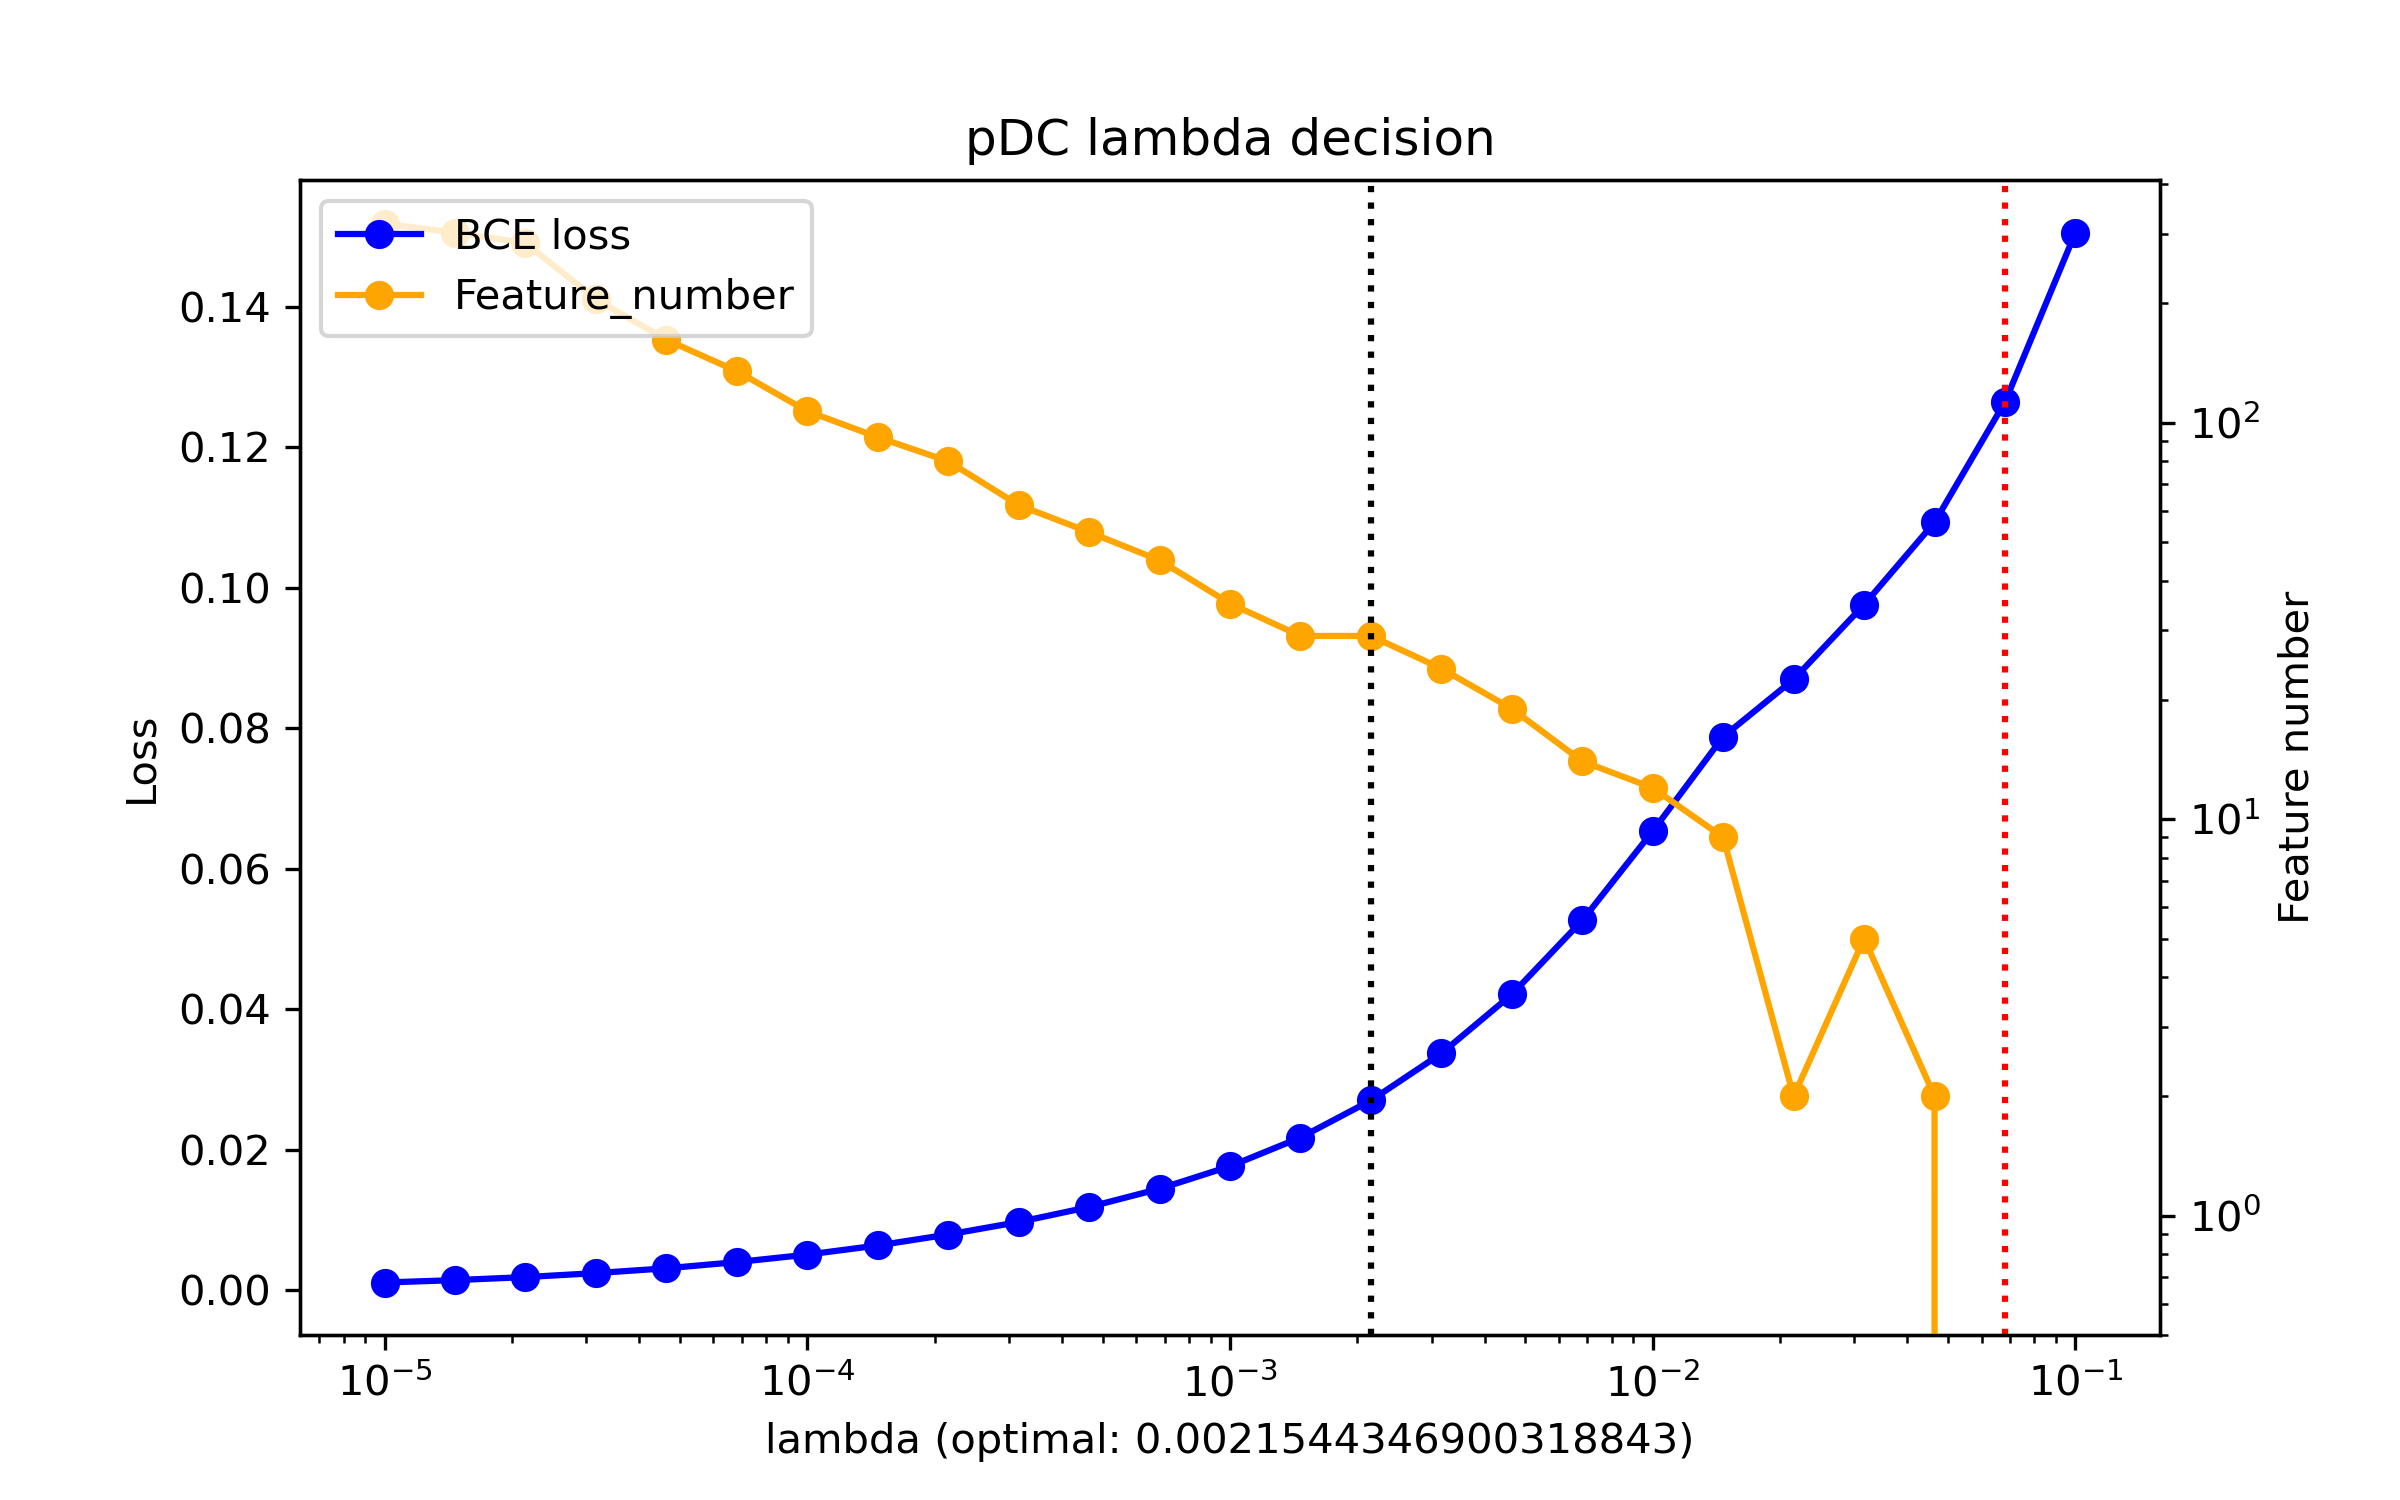 pDC lambda decision
BCE loss
Feature_number
0.14
0.12
0.10
0.08
0.06
0.04
0.02
0.00
Loss
10²
10¹
10⁰
Feature number
10⁻⁵ 10⁻⁴ 10⁻³ 10⁻² 10⁻¹
lambda (optimal: 0.0021544346900318843)